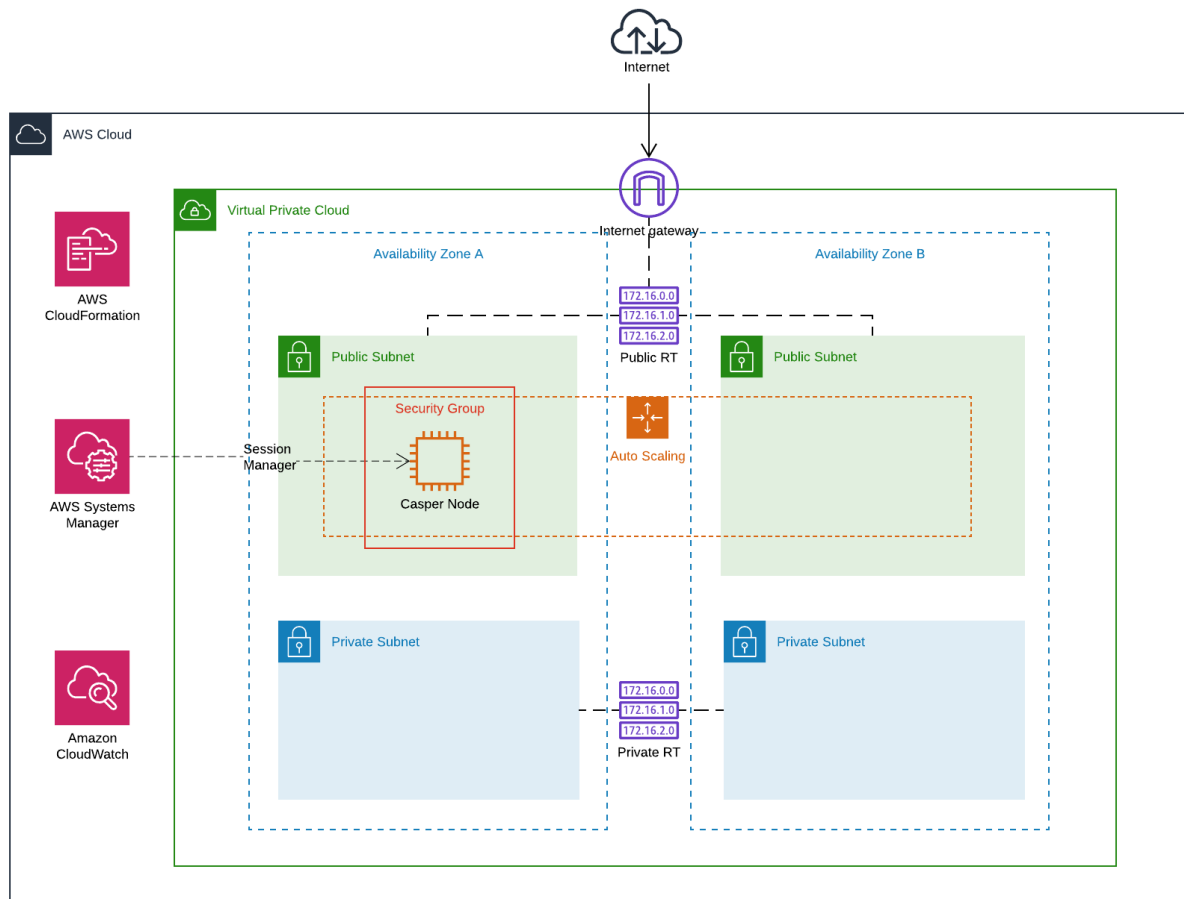 Internet
AWS Cloud
Virtual Private Cloud
Internet gateway
Availability Zone A
Availability Zone B
AWS
CloudFormation
172.16.0.0
172.16.1.0
172.16.2.0
Public RT
Public Subnet
Public Subnet
Security Group
Auto Scaling
Session
Manager
Casper Node
AWS Systems
Manager
Private Subnet
Private Subnet
172.16.0.0
172.16.1.0
172.16.2.0
Private RT
Amazon
CloudWatch